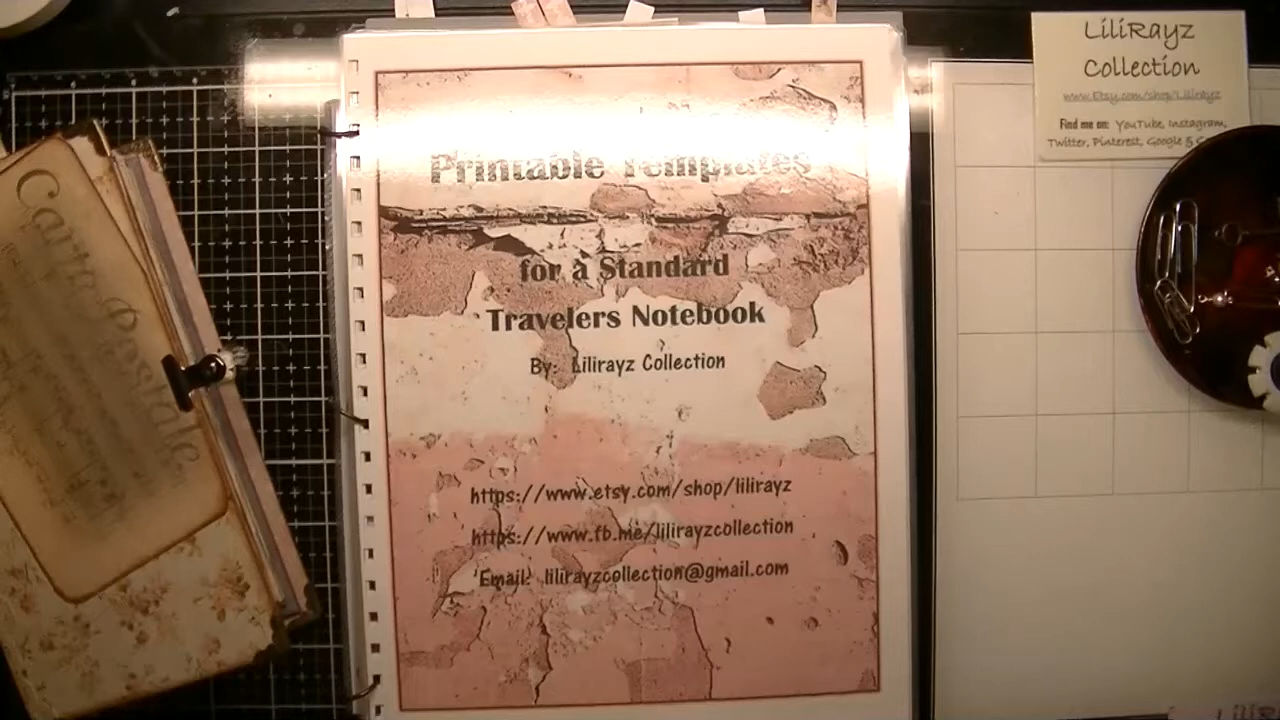 LiliRayz
Collection
www.Etsy.com/shop/Lilirayz
Find me on: YouTube, Instagram,
Twitter, Pinterest, Google &
Printable Templates
for a Standard
Travelers Notebook
By: Lilirayz Collection
https://www.etsy.com/shop/lilirayz
https://www.fb.me/lilirayzcollection
Email: lilirayzcollection@gmail.com
Carte Postale